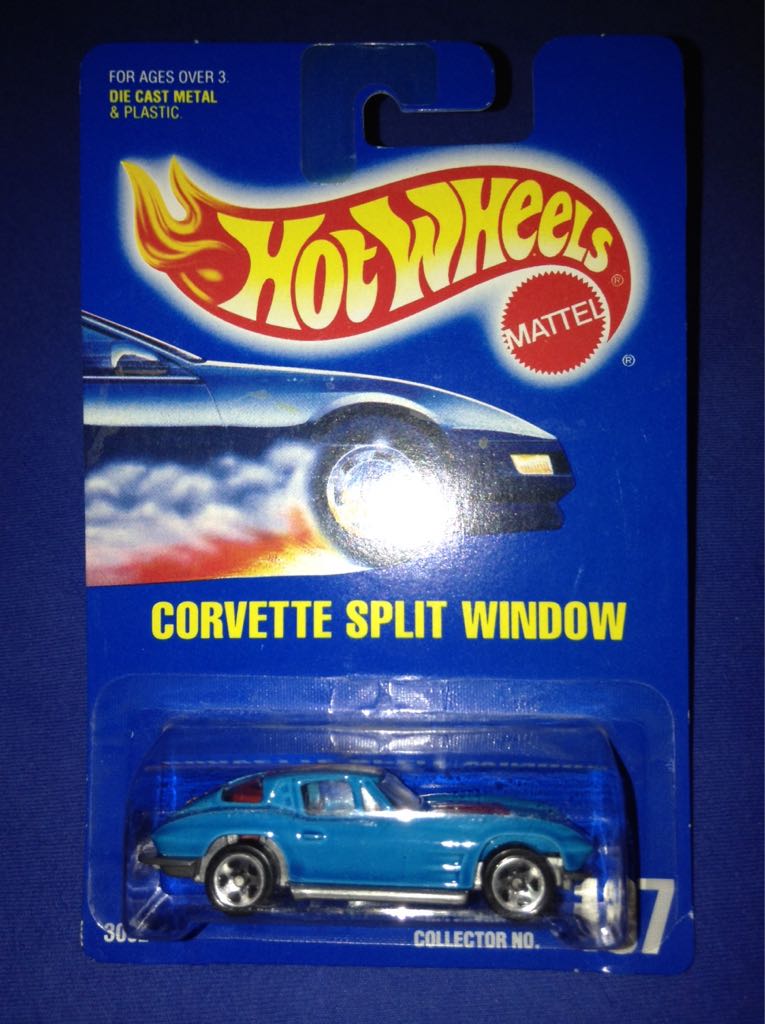 FOR AGES OVER 3.
DIE CAST METAL
& PLASTIC.
HOT WHEELS®
MATTEL
®
CORVETTE SPLIT WINDOW
COLLECTOR NO.